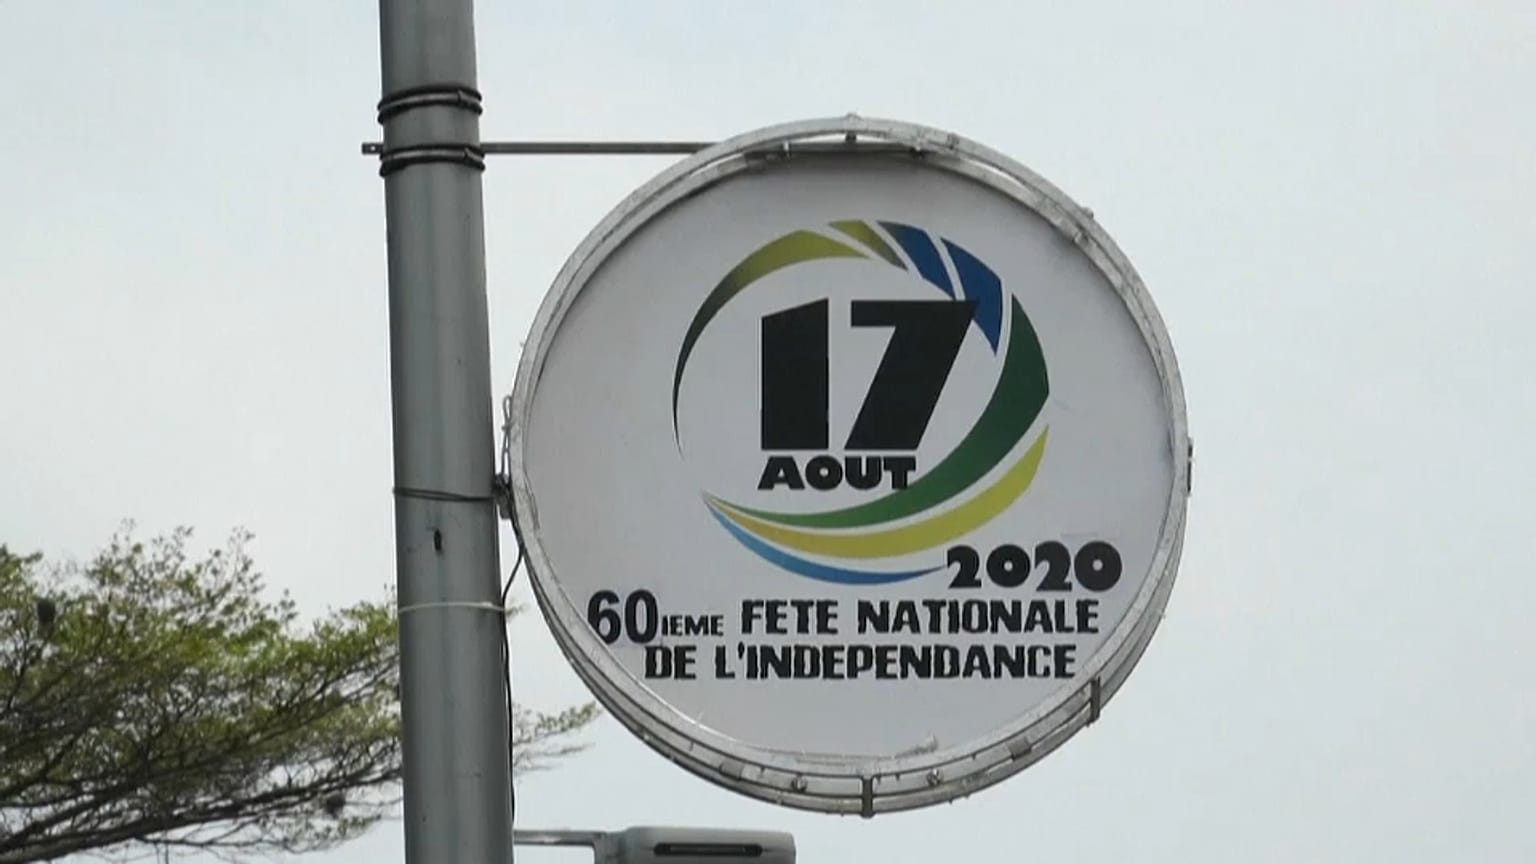 17
AOUT
2020
60IEME FETE NATIONALE
DE L'INDEPENDANCE